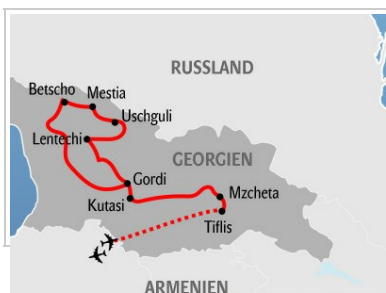 RUSSLAND
Betscho
Mestia
Uschguli
Lentechi
GEORGIEN
Gordi
Kutasi
Mzcheta
Tiflis
ARMENIEN